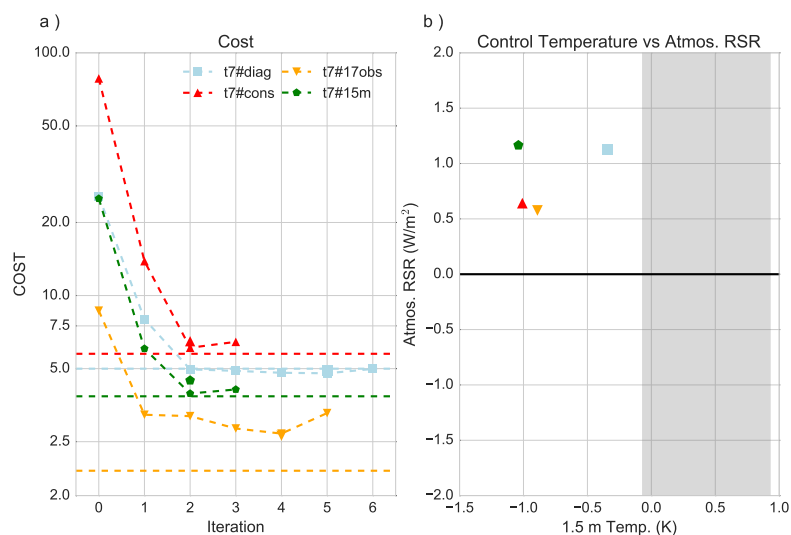 a )
Cost
t7#diag
t7#cons
t7#17obs
t7#15m
100.0
50.0
20.0
10.0
7.5
5.0
2.5
2.0
COST
0 1 2 3 4 5 6
Iteration
b )
Control Temperature vs Atmos. RSR
2.0
1.5
1.0
0.5
0.0
−0.5
−1.0
−1.5
−2.0
Atmos. RSR (W/m²)
−1.5 −1.0 −0.5 0.0 0.5 1.0
1.5 m Temp. (K)